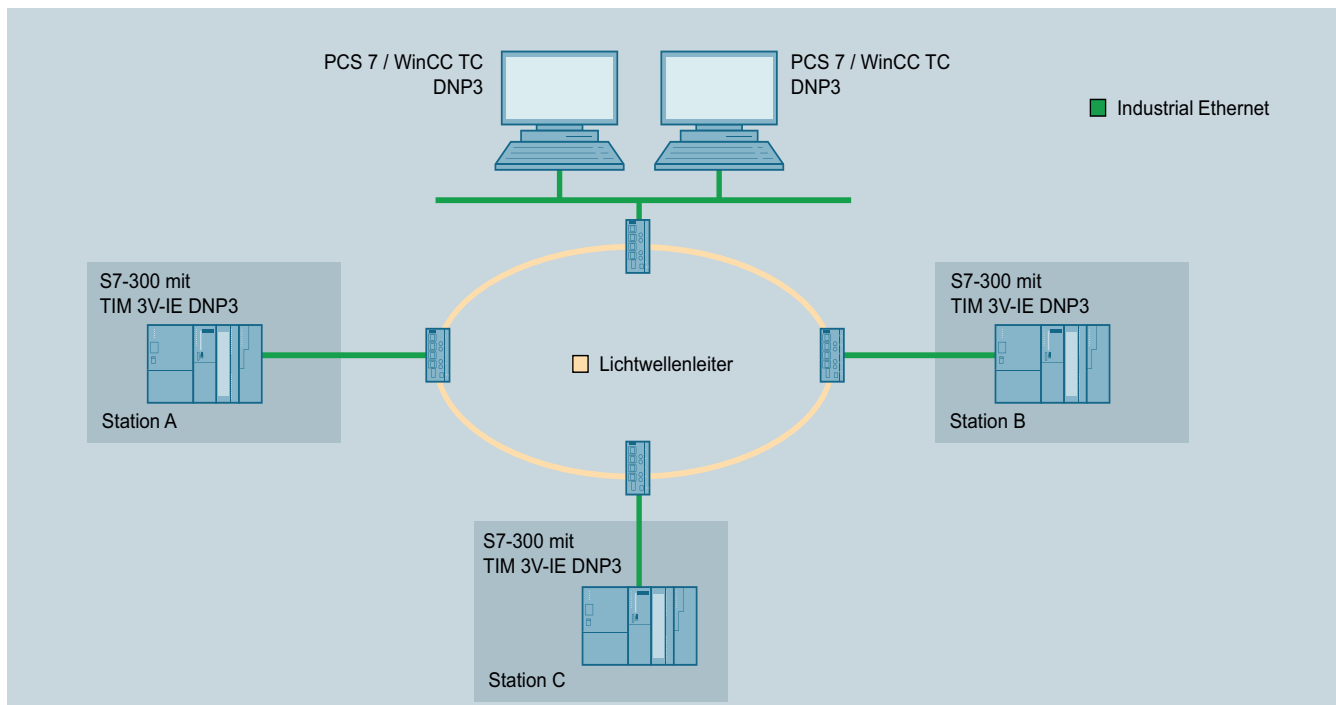 PCS 7 / WinCC TC
DNP3
PCS 7 / WinCC TC
DNP3
Industrial Ethernet
S7-300 mit
TIM 3V-IE DNP3
Station A
Lichtwellenleiter
S7-300 mit
TIM 3V-IE DNP3
Station B
S7-300 mit
TIM 3V-IE DNP3
Station C